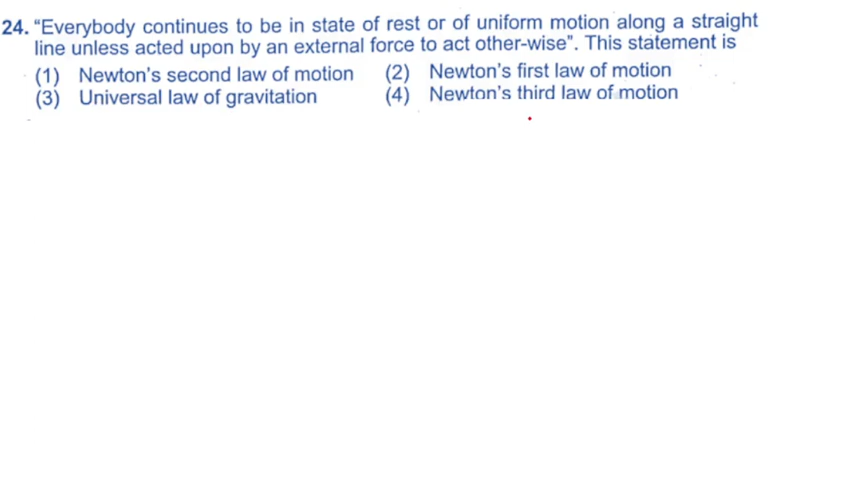 24. “Everybody continues to be in state of rest or of uniform motion along a straight
line unless acted upon by an external force to act other-wise”. This statement is
(1) Newton's second law of motion (2) Newton's first law of motion
(3) Universal law of gravitation (4) Newton's third law of motion